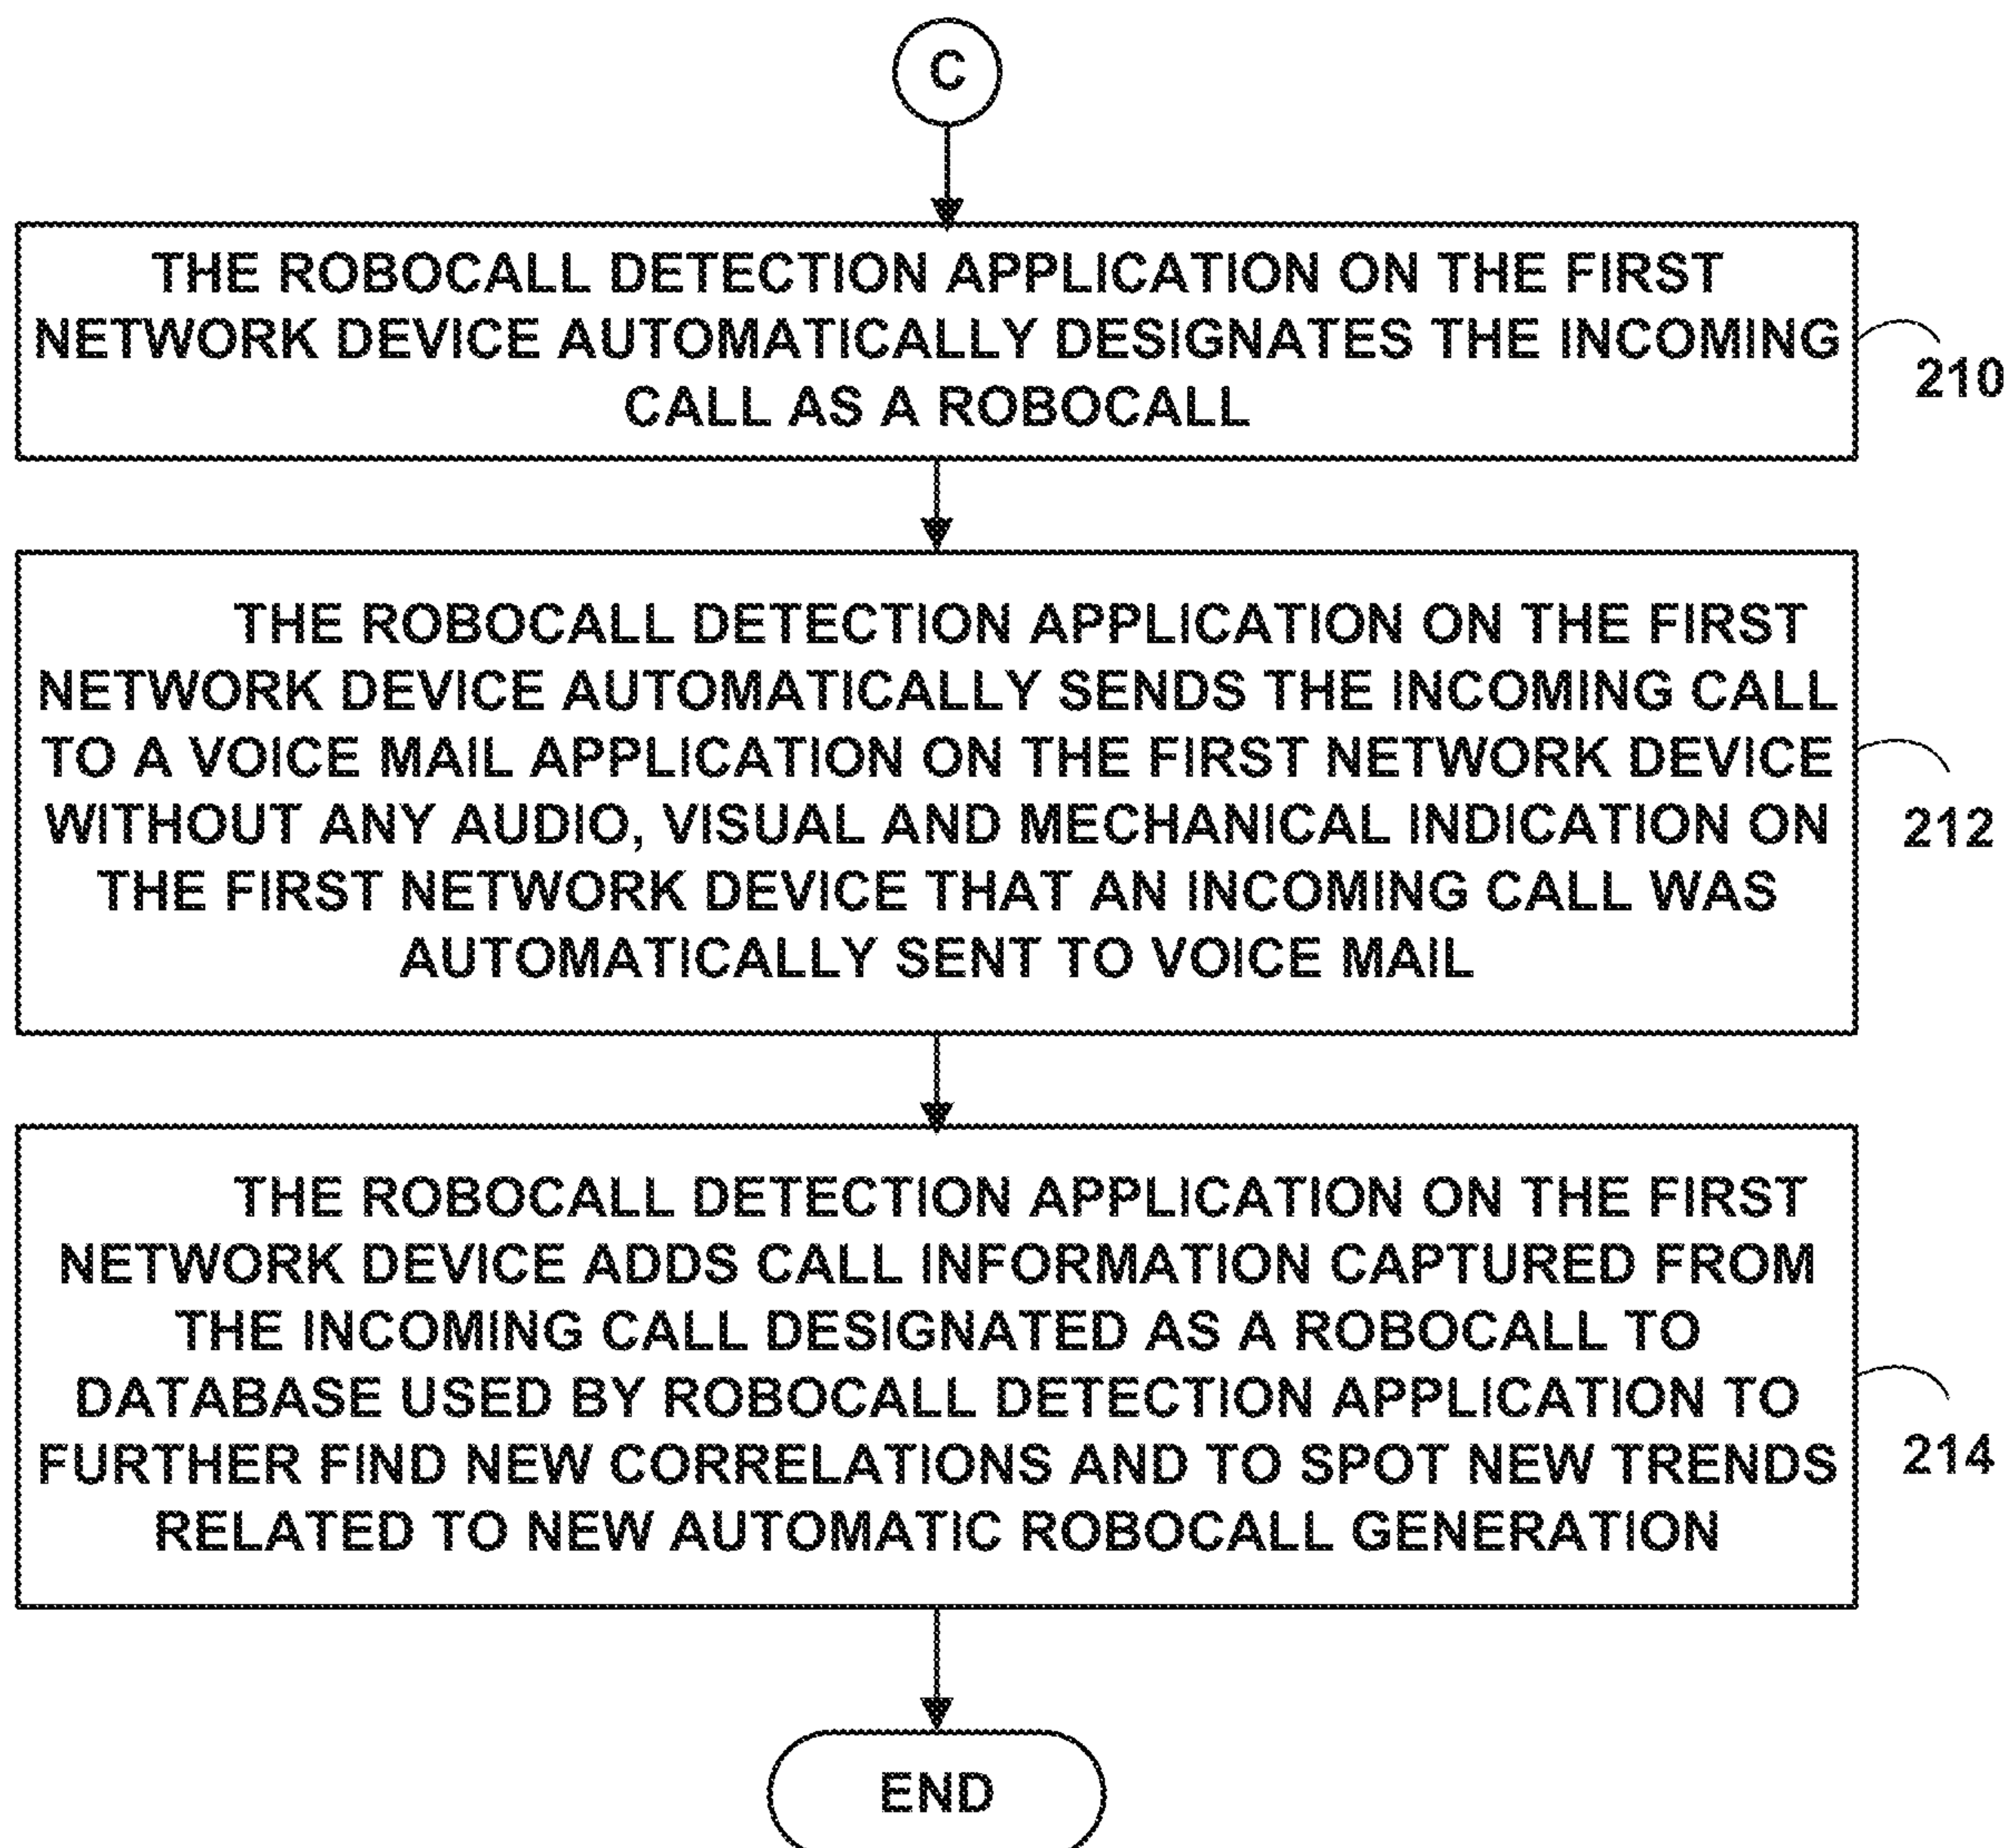 C
THE ROBOCALL DETECTION APPLICATION ON THE FIRST
NETWORK DEVICE AUTOMATICALLY DESIGNATES THE INCOMING
CALL AS A ROBOCALL
210
THE ROBOCALL DETECTION APPLICATION ON THE FIRST
NETWORK DEVICE AUTOMATICALLY SENDS THE INCOMING CALL
TO A VOICE MAIL APPLICATION ON THE FIRST NETWORK DEVICE
WITHOUT ANY AUDIO, VISUAL AND MECHANICAL INDICATION ON
THE FIRST NETWORK DEVICE THAT AN INCOMING CALL WAS
AUTOMATICALLY SENT TO VOICE MAIL
212
THE ROBOCALL DETECTION APPLICATION ON THE FIRST
NETWORK DEVICE ADDS CALL INFORMATION CAPTURED FROM
THE INCOMING CALL DESIGNATED AS A ROBOCALL TO
DATABASE USED BY ROBOCALL DETECTION APPLICATION TO
FURTHER FIND NEW CORRELATIONS AND TO SPOT NEW TRENDS
RELATED TO NEW AUTOMATIC ROBOCALL GENERATION
214
END